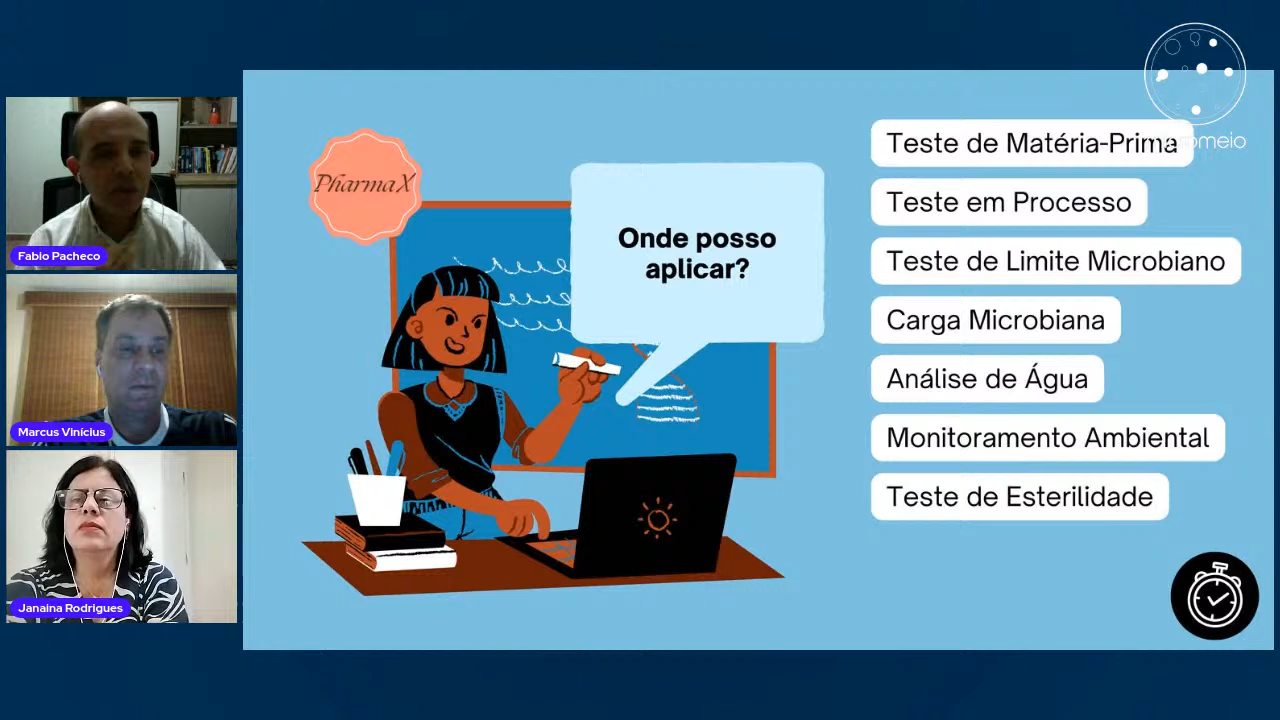 Fabio Pacheco
Marcus Vinícius
Janaina Rodrigues
PharmaX
Onde posso
aplicar?
Teste de Matéria-Prima
Teste em Processo
Teste de Limite Microbiano
Carga Microbiana
Análise de Água
Monitoramento Ambiental
Teste de Esterilidade